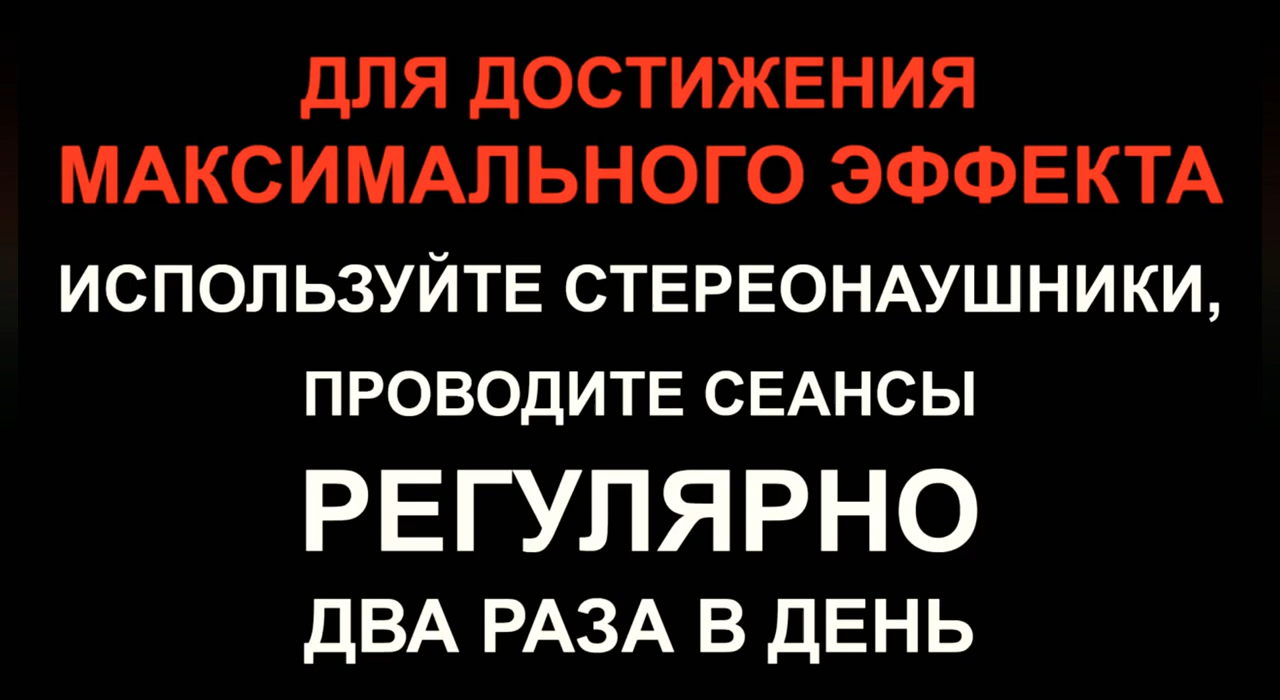 ДЛЯ ДОСТИЖЕНИЯ
МАКСИМАЛЬНОГО ЭФФЕКТА
ИСПОЛЬЗУЙТЕ СТЕРЕОНАУШНИКИ,
ПРОВОДИТЕ СЕАНСЫ
РЕГУЛЯРНО
ДВА РАЗА В ДЕНЬ